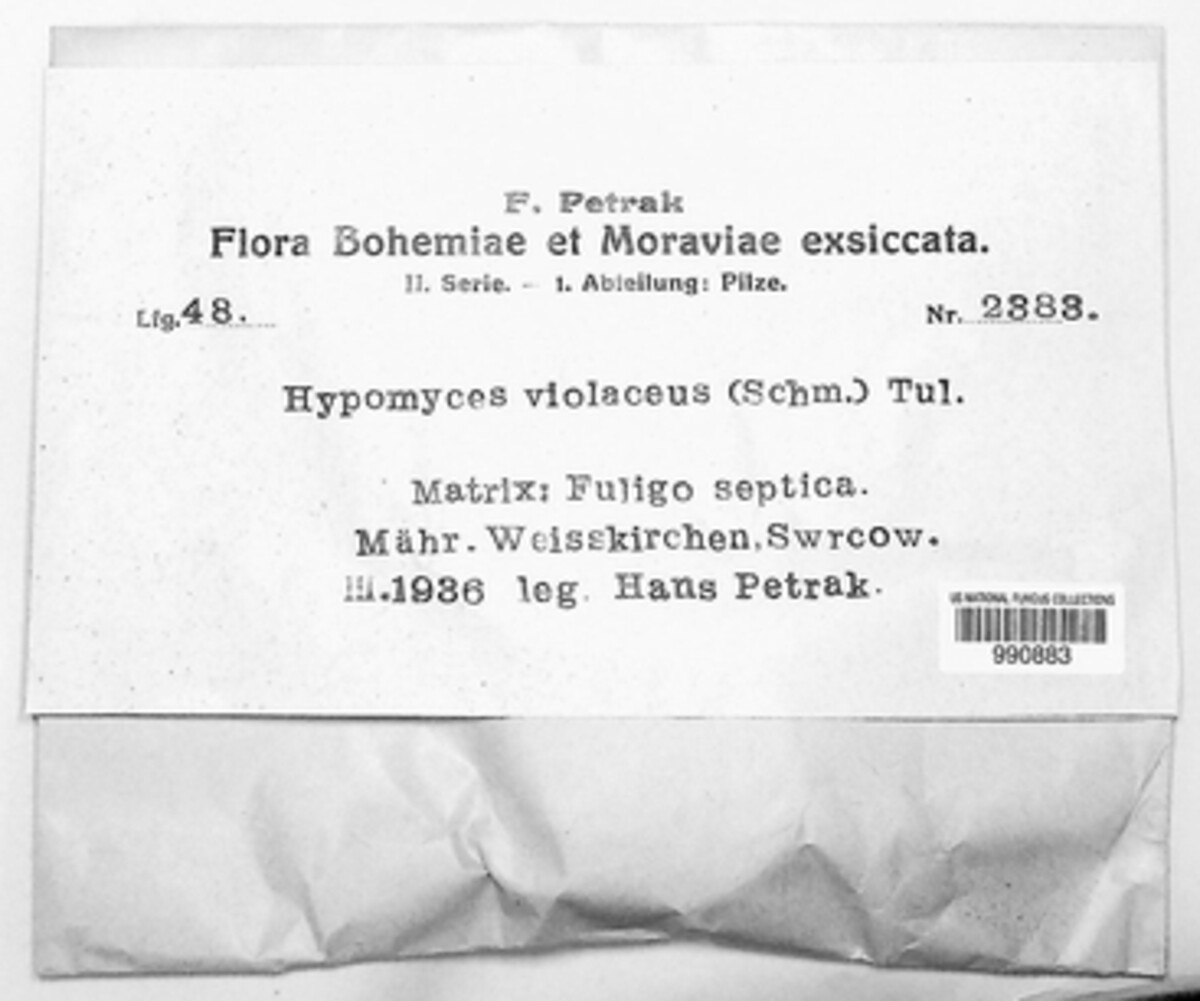 F. Petrak
Flora Bohemiae et Moraviae exsiccata.
II. Serie. – 1. Abteilung: Pilze.
Lfg. 48. Nr. 2383.
Hypomyces violaceus (Schm.) Tul.
Matrix: Fuligo septica.
Mähr. Weisskirchen, Swrcow.
III.1936 leg. Hans Petrak.
US NATIONAL FUNGUS COLLECTIONS
990883